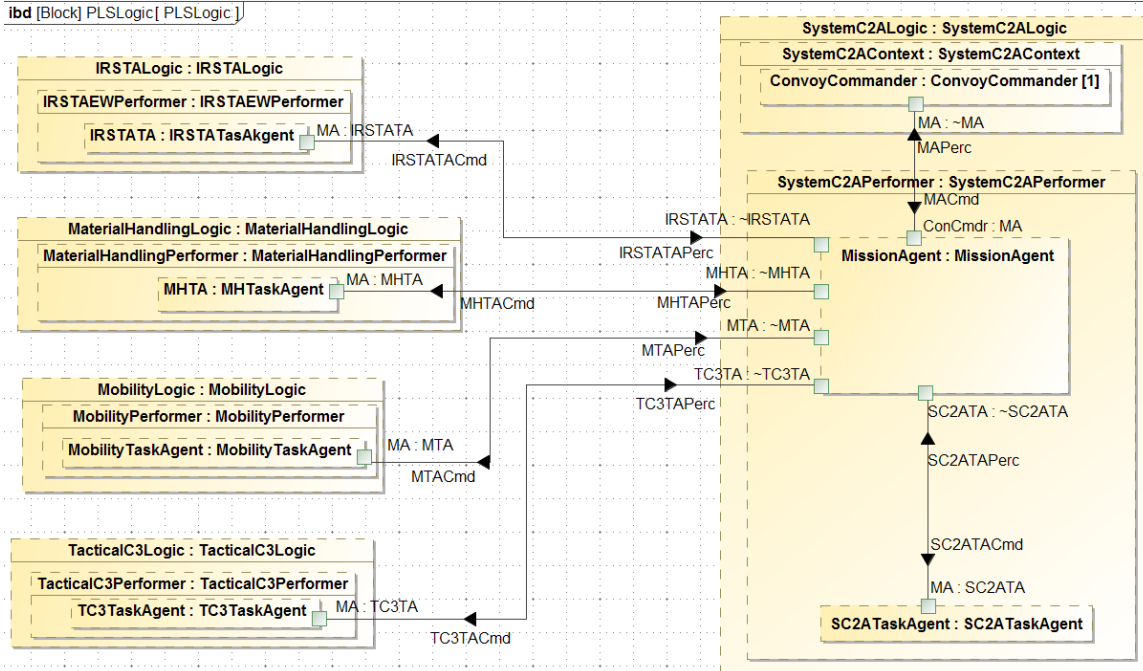 ibd [Block] PLSLogic[ PLSLogic ]
SystemC2ALogic : SystemC2ALogic
SystemC2AContext : SystemC2AContext
ConvoyCommander : ConvoyCommander [1]
MA : ~MA
MAPerc
SystemC2APerformer : SystemC2APerformer
MACmd
ConCmdr : MA
MissionAgent : MissionAgent
IRSTALogic : IRSTALogic
IRSTAEWPerformer : IRSTAEWPerformer
IRSTATA : IRSTATasAkgent
MA : IRSTATA
IRSTATACmd
IRSTATA : ~IRSTATA
IRSTATAPerc
MaterialHandlingLogic : MaterialHandlingLogic
MaterialHandlingPerformer : MaterialHandlingPerformer
MHTA : MHTaskAgent
MA : MHTA
MHTACmd
MHTA : ~MHTA
MHTAPerc
MTA : ~MTA
MTAPerc
MobilityLogic : MobilityLogic
MobilityPerformer : MobilityPerformer
MobilityTaskAgent : MobilityTaskAgent
MA : MTA
MTACmd
TC3TA : ~TC3TA
TC3TAPerc
SC2ATA : ~SC2ATA
SC2ATAPerc
SC2ATACmd
MA : SC2ATA
SC2ATaskAgent : SC2ATaskAgent
TacticalC3Logic : TacticalC3Logic
TacticalC3Performer : TacticalC3Performer
TC3TaskAgent : TC3TaskAgent
MA : TC3TA
TC3TACmd